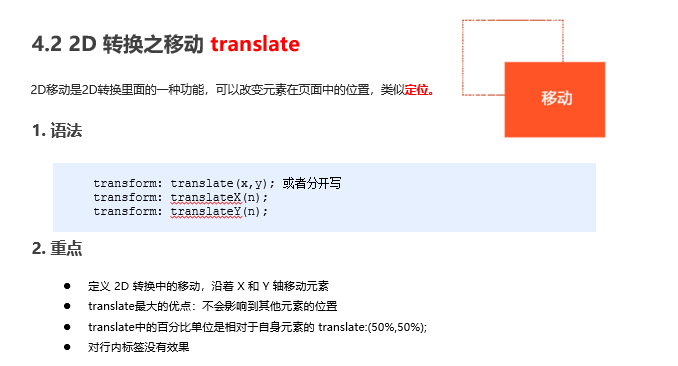 4.2 2D 转换之移动 translate
移动
2D移动是2D转换里面的一种功能，可以改变元素在页面中的位置，类似定位。
1. 语法
transform: translate(x,y); 或者分开写
transform: translateX(n);
transform: translateY(n);
2. 重点
● 定义 2D 转换中的移动，沿着 X 和 Y 轴移动元素
● translate最大的优点：不会影响到其他元素的位置
● translate中的百分比单位是相对于自身元素的 translate:(50%,50%);
● 对行内标签没有效果